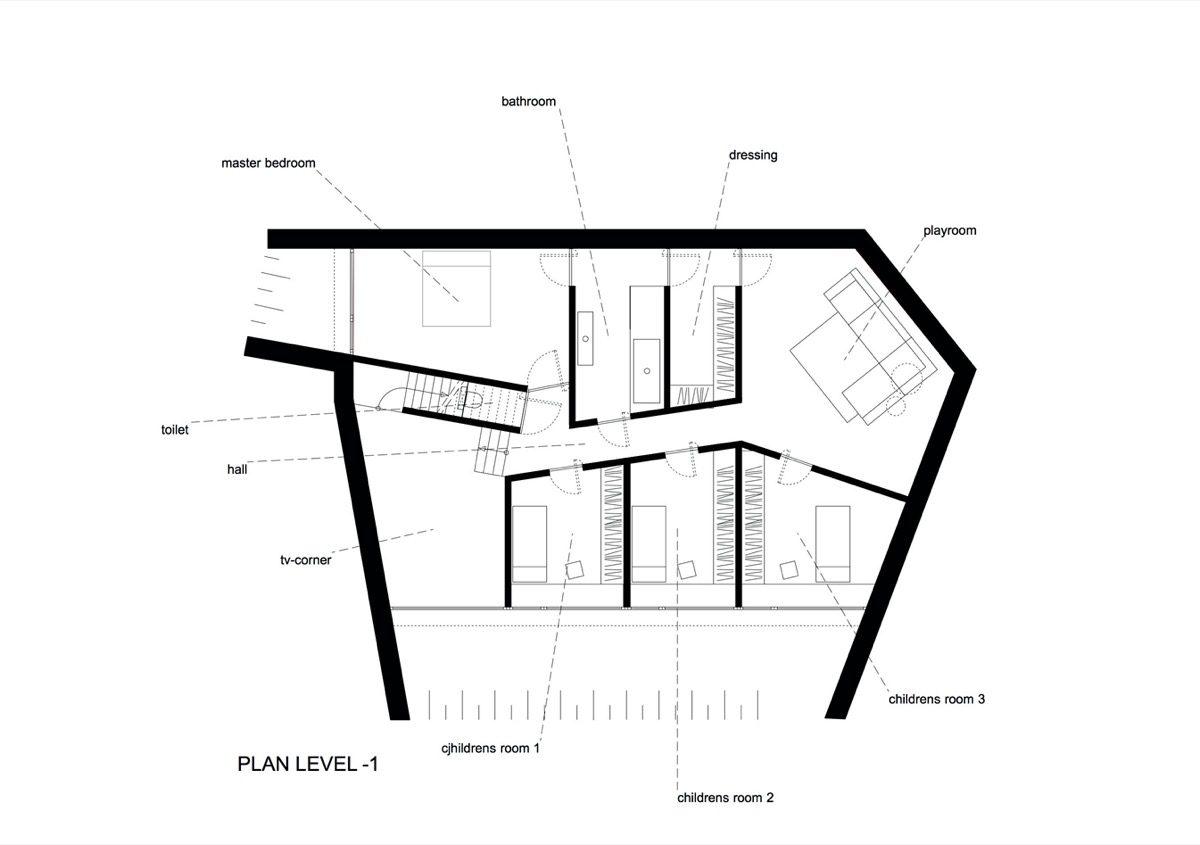 bathroom
dressing
master bedroom
playroom
toilet
hall
tv-corner
childrens room 3
cjhildrens room 1
PLAN LEVEL -1
childrens room 2